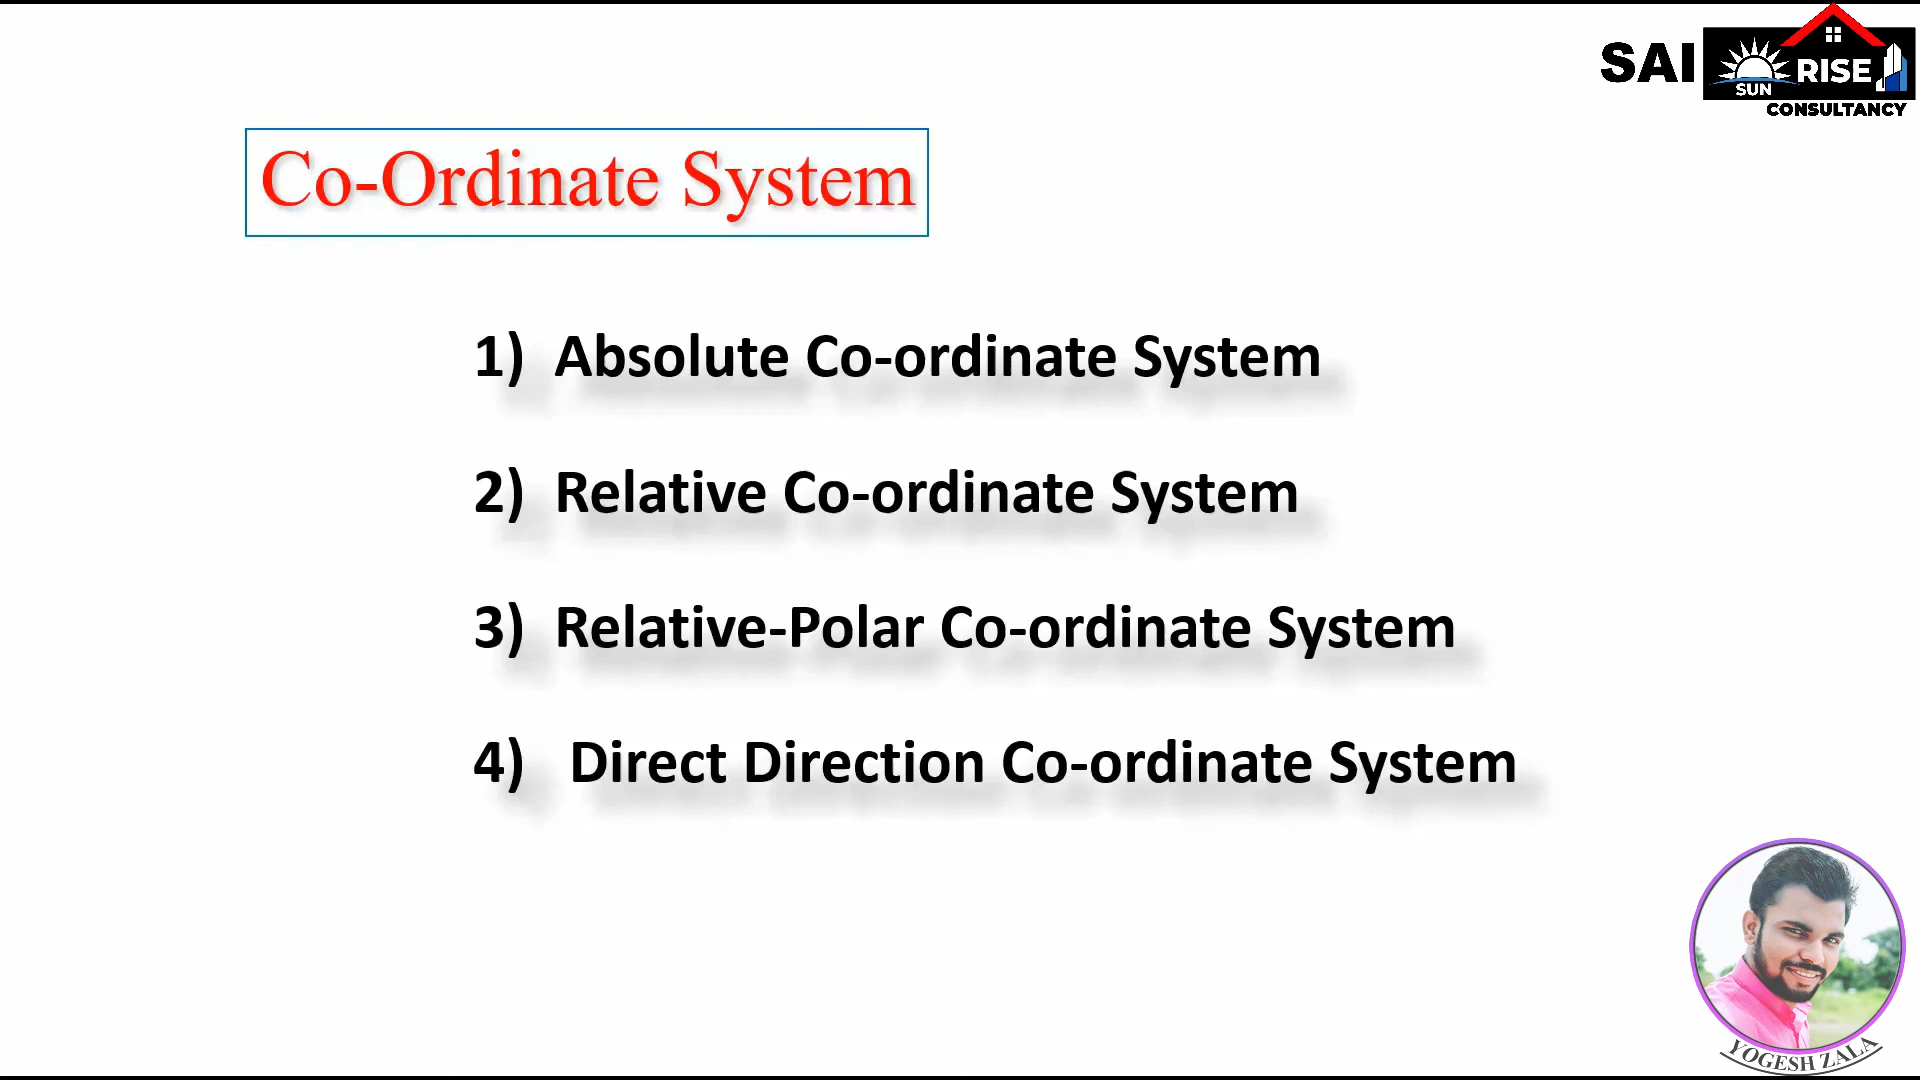 SAI SUN RISE
CONSULTANCY
Co-Ordinate System
1) Absolute Co-ordinate System
2) Relative Co-ordinate System
3) Relative-Polar Co-ordinate System
4) Direct Direction Co-ordinate System
YOGESH ZALA